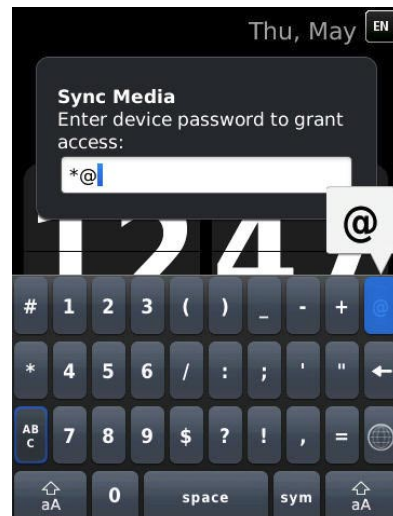 Thu, May
EN
Sync Media
Enter device password to grant
access:
*@
@
1247
# 1 2 3 ( ) _ - + @
* 4 5 6 / : ; ' "
AB
C 7 8 9 $ ? ! , =
aA 0 space sym aA